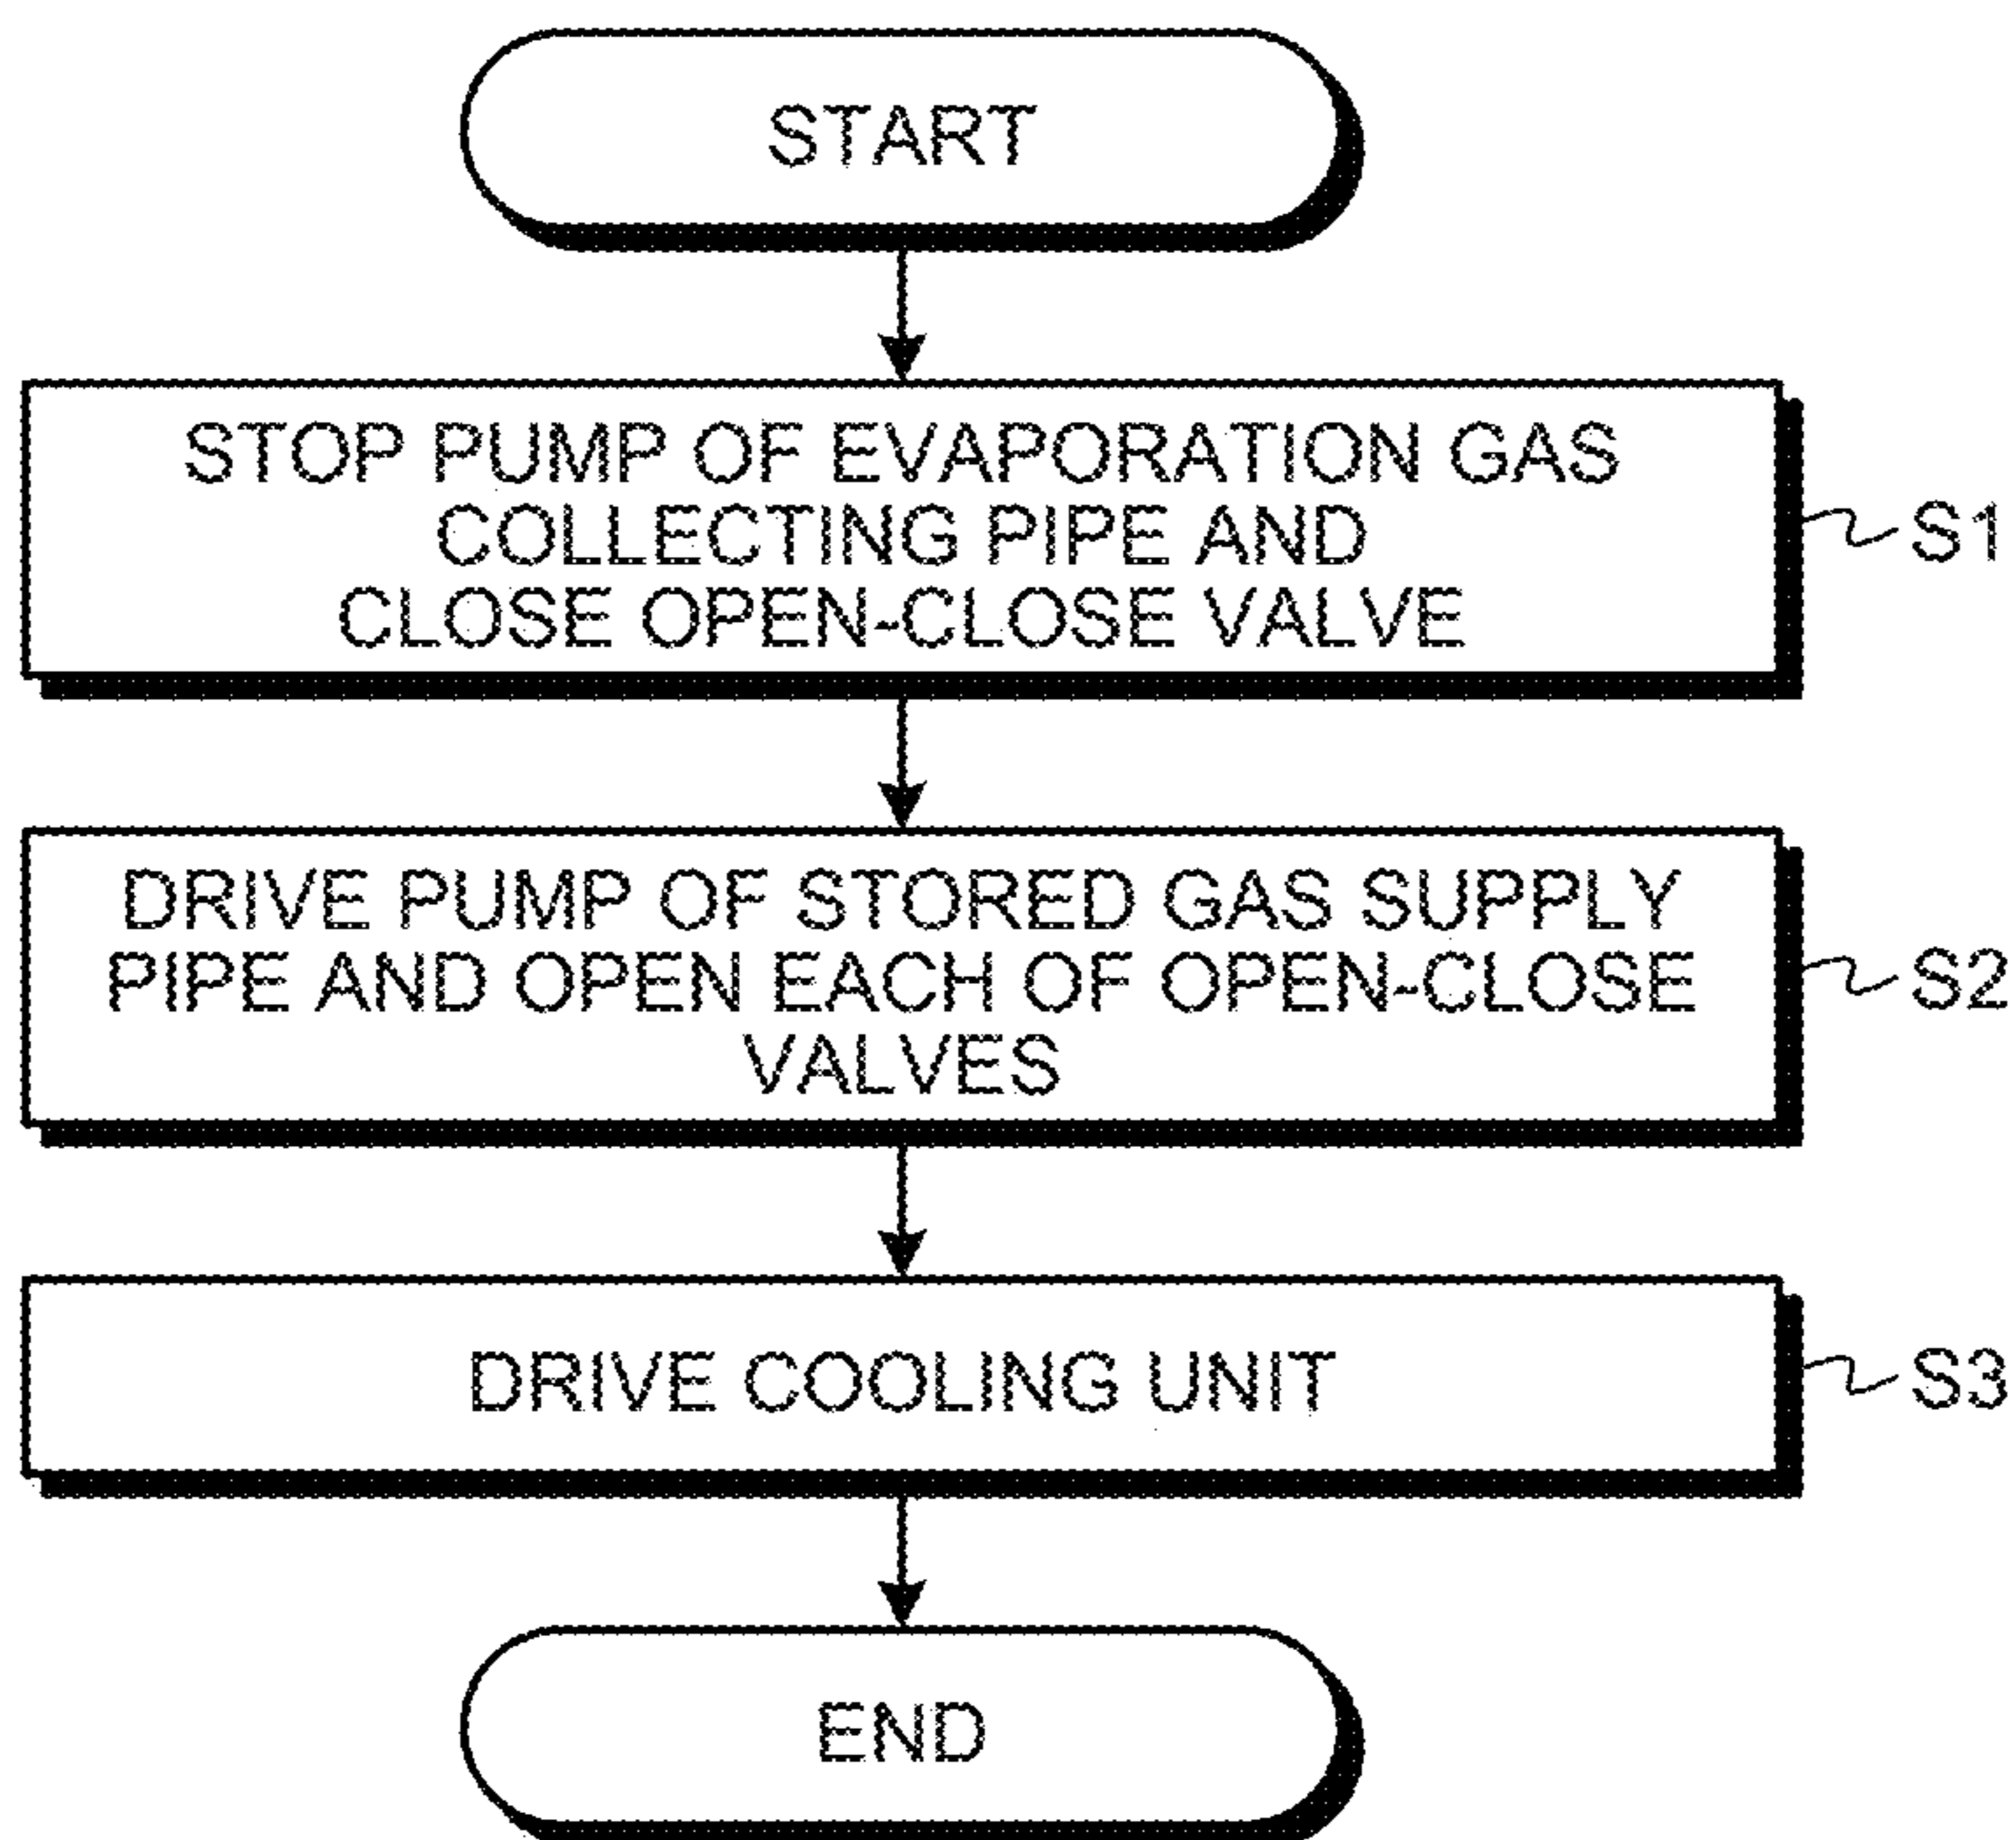 START
STOP PUMP OF EVAPORATION GAS
COLLECTING PIPE AND
CLOSE OPEN-CLOSE VALVE
S1
DRIVE PUMP OF STORED GAS SUPPLY
PIPE AND OPEN EACH OF OPEN-CLOSE
VALVES
S2
DRIVE COOLING UNIT
S3
END